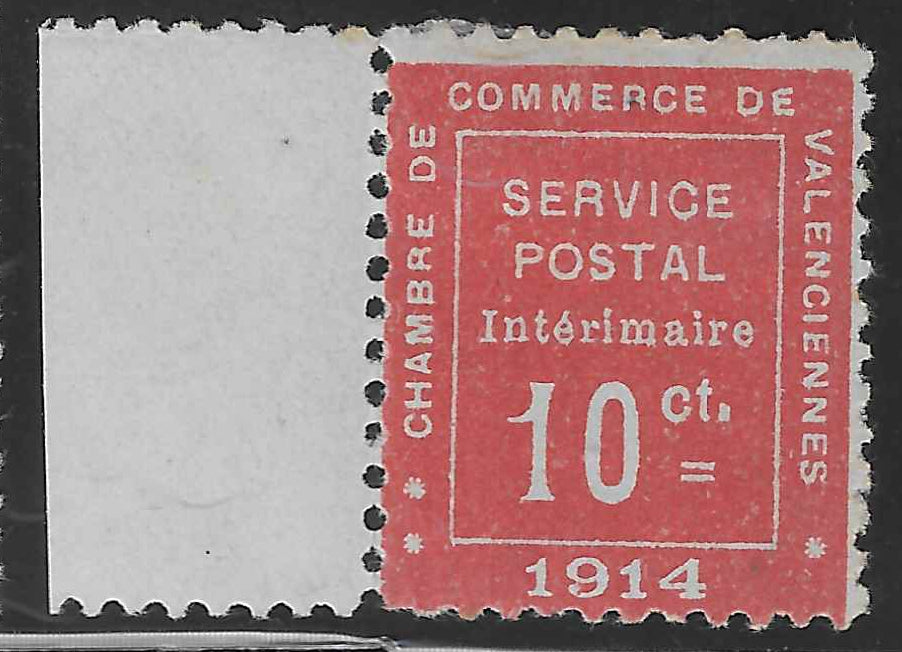 * * CHAMBRE DE
COMMERCE DE
VALENCIENNES *
SERVICE
POSTAL
Intérimaire
10 ct. =
1914